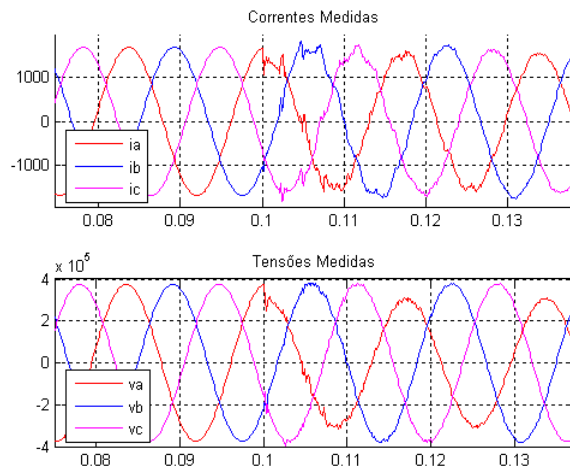 Correntes Medidas
1000
0
-1000
ia
ib
ic
0.08 0.09 0.1 0.11 0.12 0.13
Tensões Medidas
x 10^5
4
2
0
-2
-4
va
vb
vc
0.08 0.09 0.1 0.11 0.12 0.13